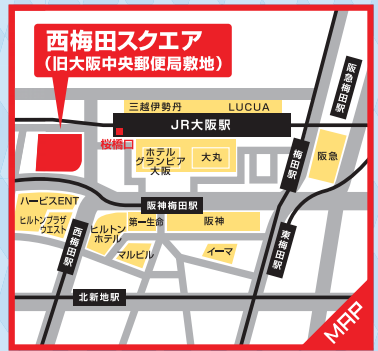 西梅田スクエア
（旧大阪中央郵便局敷地）
三越伊勢丹
LUCUA
JR大阪駅
桜橋口
ホテル
グランビア
大阪
大丸
阪急梅田駅
梅田駅
阪急
ハービスENT
ヒルトンプラザ
ウエスト
阪神梅田駅
西梅田駅
ヒルトン
ホテル
第一生命
阪神
マルビル
イーマ
東梅田駅
北新地駅
MAP